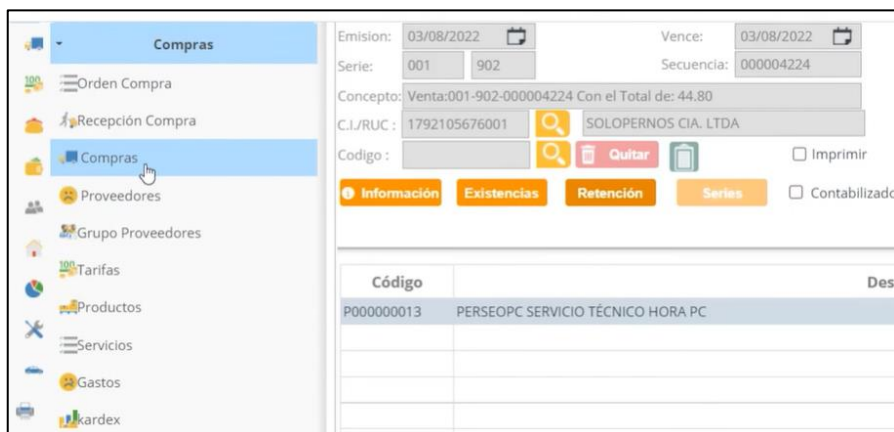 Compras
Orden Compra
Recepción Compra
Compras
Proveedores
Grupo Proveedores
Tarifas
Productos
Servicios
Gastos
kardex
Emision: 03/08/2022 Vence: 03/08/2022
Serie: 001 902 Secuencia: 000004224
Concepto: Venta:001-902-000004224 Con el Total de: 44.80
C.I./RUC : 1792105676001 SOLOPERNOS CIA. LTDA
Codigo : Quitar Imprimir
Información Existencias Retención Series Contabilizado
Código Des
P000000013 PERSEOPC SERVICIO TÉCNICO HORA PC